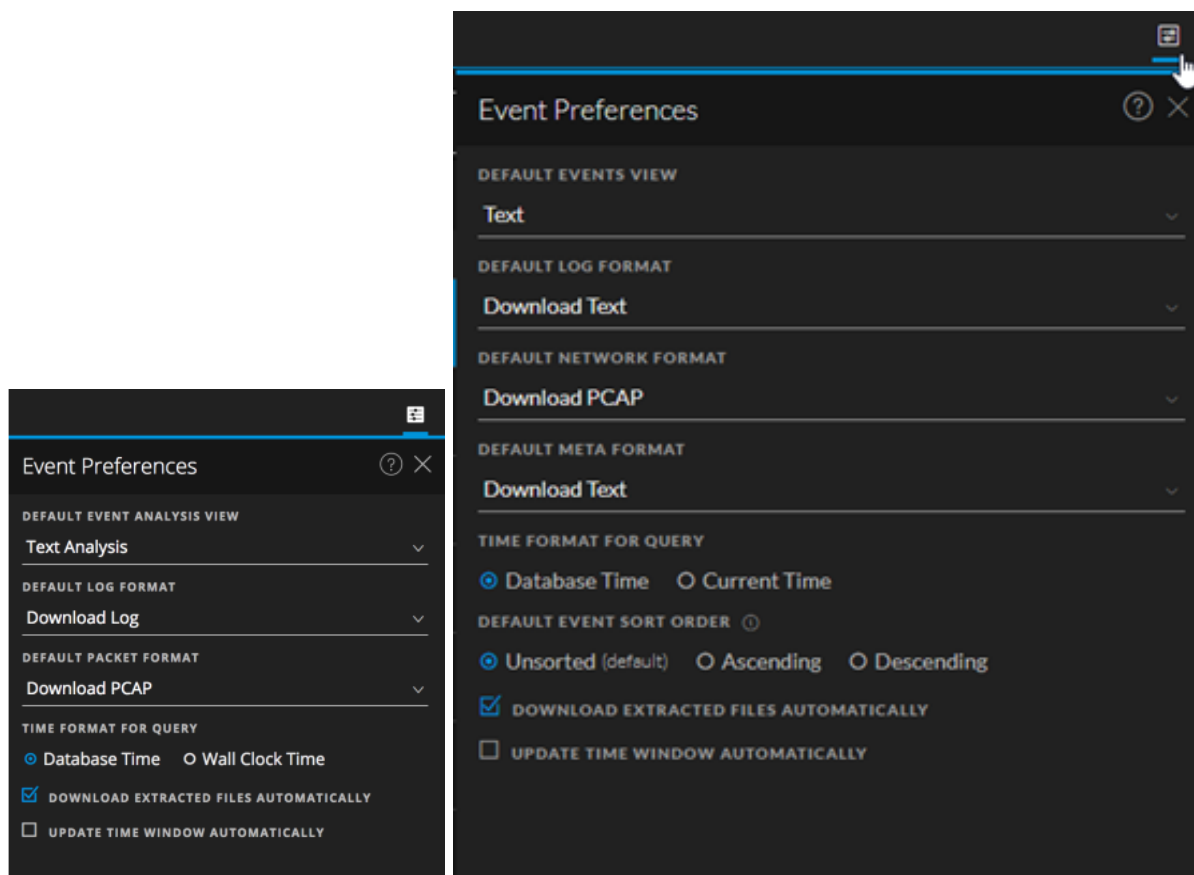 Event Preferences
DEFAULT EVENT ANALYSIS VIEW
Text Analysis
DEFAULT LOG FORMAT
Download Log
DEFAULT PACKET FORMAT
Download PCAP
TIME FORMAT FOR QUERY
Database Time Wall Clock Time
DOWNLOAD EXTRACTED FILES AUTOMATICALLY
UPDATE TIME WINDOW AUTOMATICALLY
Event Preferences
DEFAULT EVENTS VIEW
Text
DEFAULT LOG FORMAT
Download Text
DEFAULT NETWORK FORMAT
Download PCAP
DEFAULT META FORMAT
Download Text
TIME FORMAT FOR QUERY
Database Time Current Time
DEFAULT EVENT SORT ORDER
Unsorted (default) Ascending Descending
DOWNLOAD EXTRACTED FILES AUTOMATICALLY
UPDATE TIME WINDOW AUTOMATICALLY